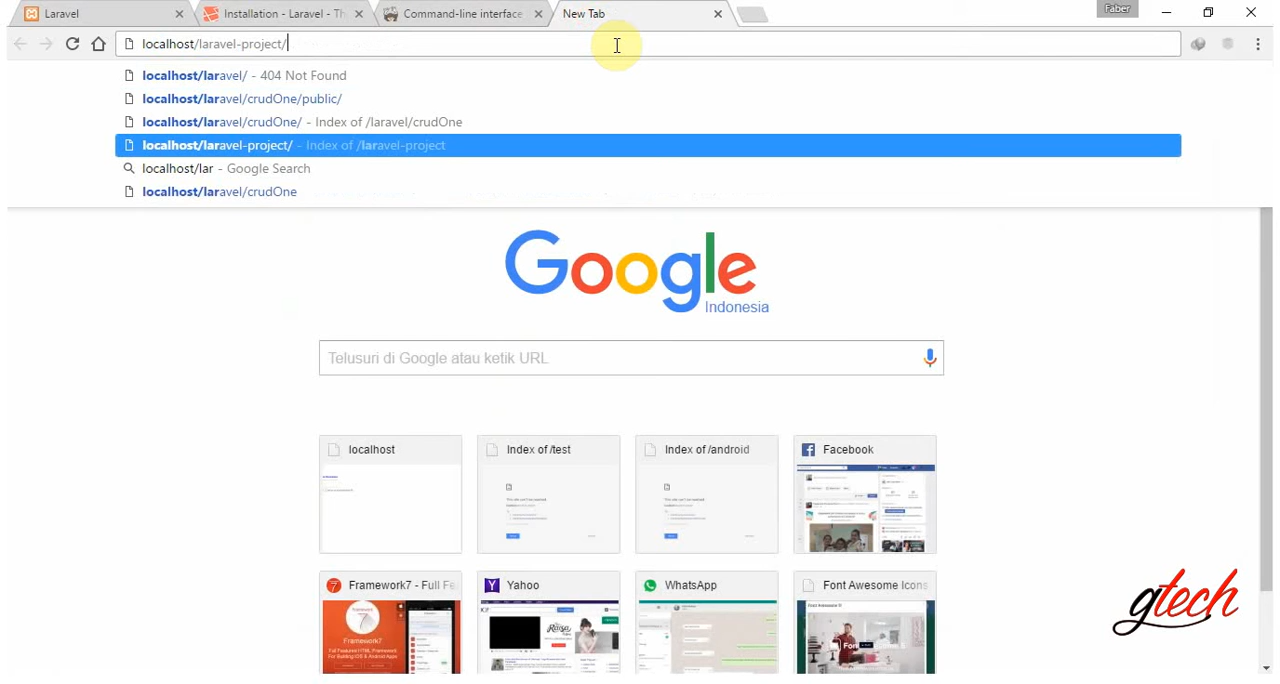 Laravel
Installation - Laravel - Th
Command-line interface
New Tab
Faber
localhost/laravel-project/
localhost/laravel/ - 404 Not Found
localhost/laravel/crudOne/public/
localhost/laravel/crudOne/ - Index of /laravel/crudOne
localhost/laravel-project/ - Index of /laravel-project
localhost/lar - Google Search
localhost/laravel/crudOne
Google
Indonesia
Telusuri di Google atau ketik URL
localhost
Index of /test
Index of /android
Facebook
Framework7 - Full Fe
Yahoo
WhatsApp
Font Awesome Icons
Framework7
gtech